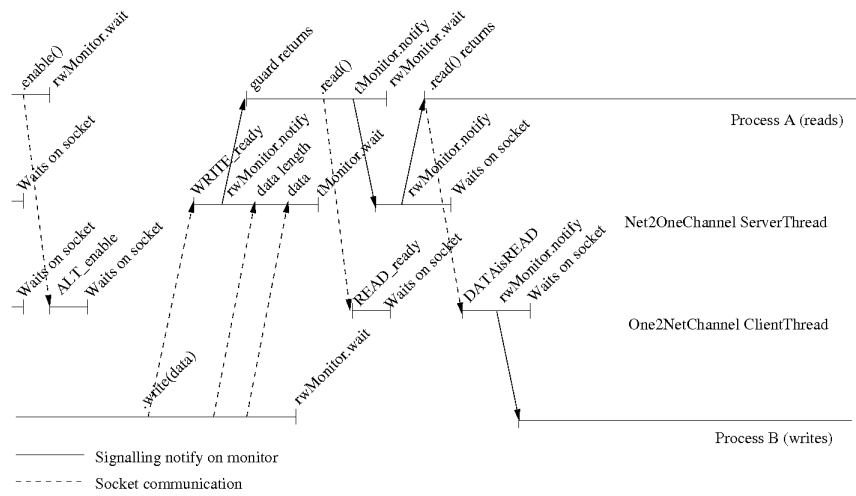 .enable()
rwMonitor.wait
guard returns
.read()
tMonitor.notify
rwMonitor.wait
.read() returns
Process A (reads)
Waits on socket
WRITE_ready
rwMonitor.notify
data length
data
tMonitor.wait
rwMonitor.notify
Waits on socket
Net2OneChannel ServerThread
Waits on socket
ALT_enable
Waits on socket
READ_ready
Waits on socket
DATAisREAD
rwMonitor.notify
Waits on socket
One2NetChannel ClientThread
.write(data)
rwMonitor.wait
Process B (writes)
Signalling notify on monitor
Socket communication